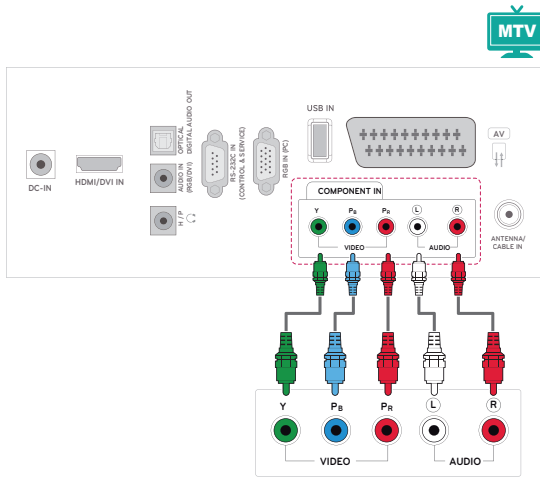 MTV
USB IN
AV
DC-IN
HDMI/DVI IN
OPTICAL
DIGITAL AUDIO OUT
AUDIO IN
(RGB/DVI)
H / P
RS-232C IN
(CONTROL & SERVICE)
RGB IN (PC)
COMPONENT IN
Y PB PR L R
VIDEO AUDIO
ANTENNA/
CABLE IN
Y PB PR L R
VIDEO AUDIO